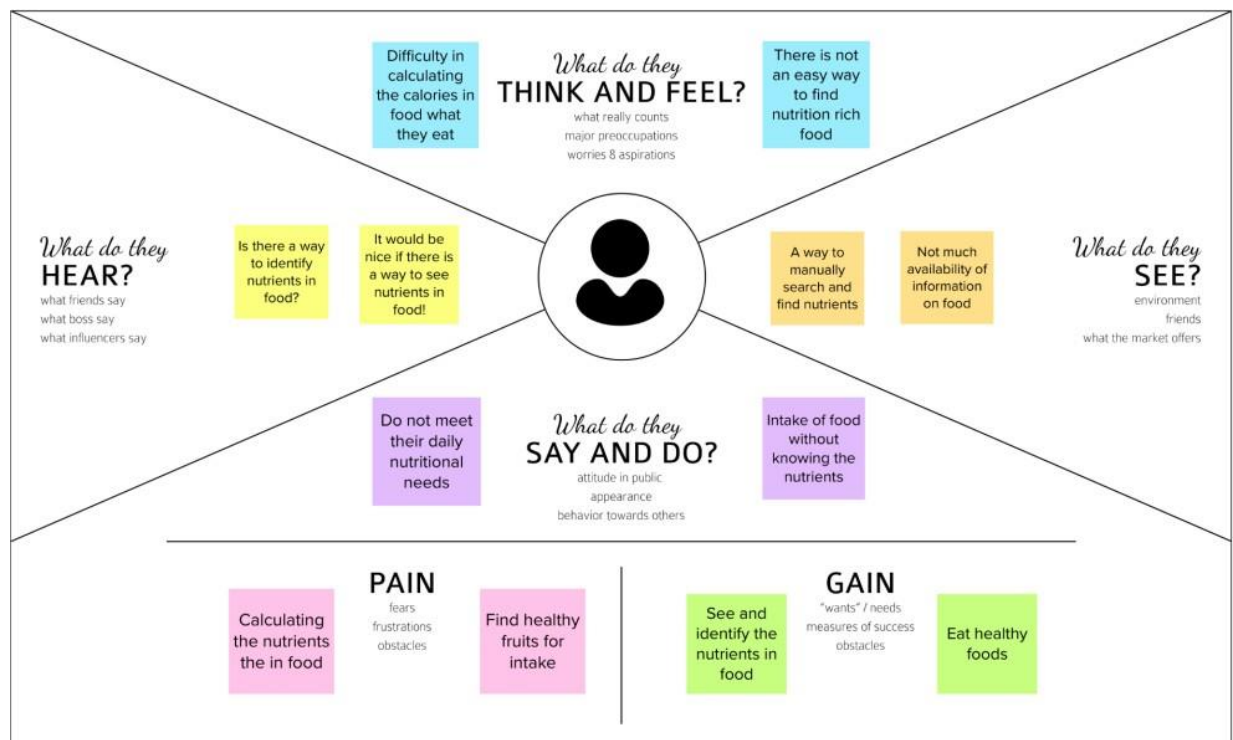 Difficulty in
calculating
the calories in
food what
they eat
What do they
THINK AND FEEL?
what really counts
major preoccupations
worries & aspirations
There is not
an easy way
to find
nutrition rich
food
What do they
HEAR?
what friends say
what boss say
what influencers say
Is there a way
to identify
nutrients in
food?
It would be
nice if there is
a way to see
nutrients in
food!
A way to
manually
search and
find nutrients
Not much
availability of
information
on food
What do they
SEE?
environment
friends
what the market offers
Do not meet
their daily
nutritional
needs
What do they
SAY AND DO?
attitude in public
appearance
behavior towards others
Intake of food
without
knowing the
nutrients
PAIN
fears
frustrations
obstacles
Calculating
the nutrients
the in food
Find healthy
fruits for
intake
GAIN
"wants" / needs
measures of success
obstacles
See and
identify the
nutrients in
food
Eat healthy
foods